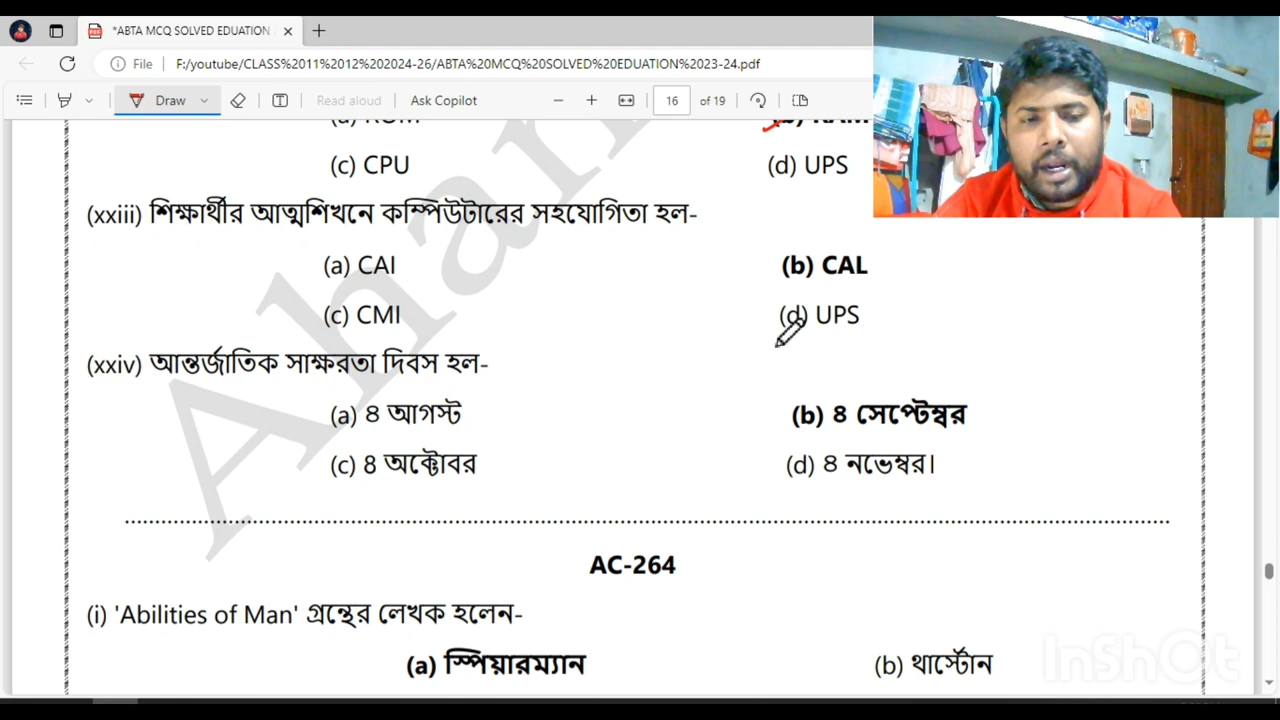 *ABTA MCQ SOLVED EDUATION
File F:/youtube/CLASS%2011%2012%202024-26/ABTA%20MCQ%20SOLVED%20EDUATION%2023-24.pdf
Draw Read aloud Ask Copilot 16 of 19
(a) ROM (b) RAM
(c) CPU (d) UPS
(xxiii) শিক্ষার্থীর আত্মশিখনে কম্পিউটারের সহযোগিতা হল-
(a) CAI (b) CAL
(c) CMI (d) UPS
(xxiv) আন্তর্জাতিক সাক্ষরতা দিবস হল-
(a) ৪ আগস্ট (b) ৪ সেপ্টেম্বর
(c) 8 অক্টোবর (d) ৪ নভেম্বর।
AC-264
(i) 'Abilities of Man' গ্রন্থের লেখক হলেন-
(a) স্পিয়ারম্যান (b) থার্স্টোন
InShOt